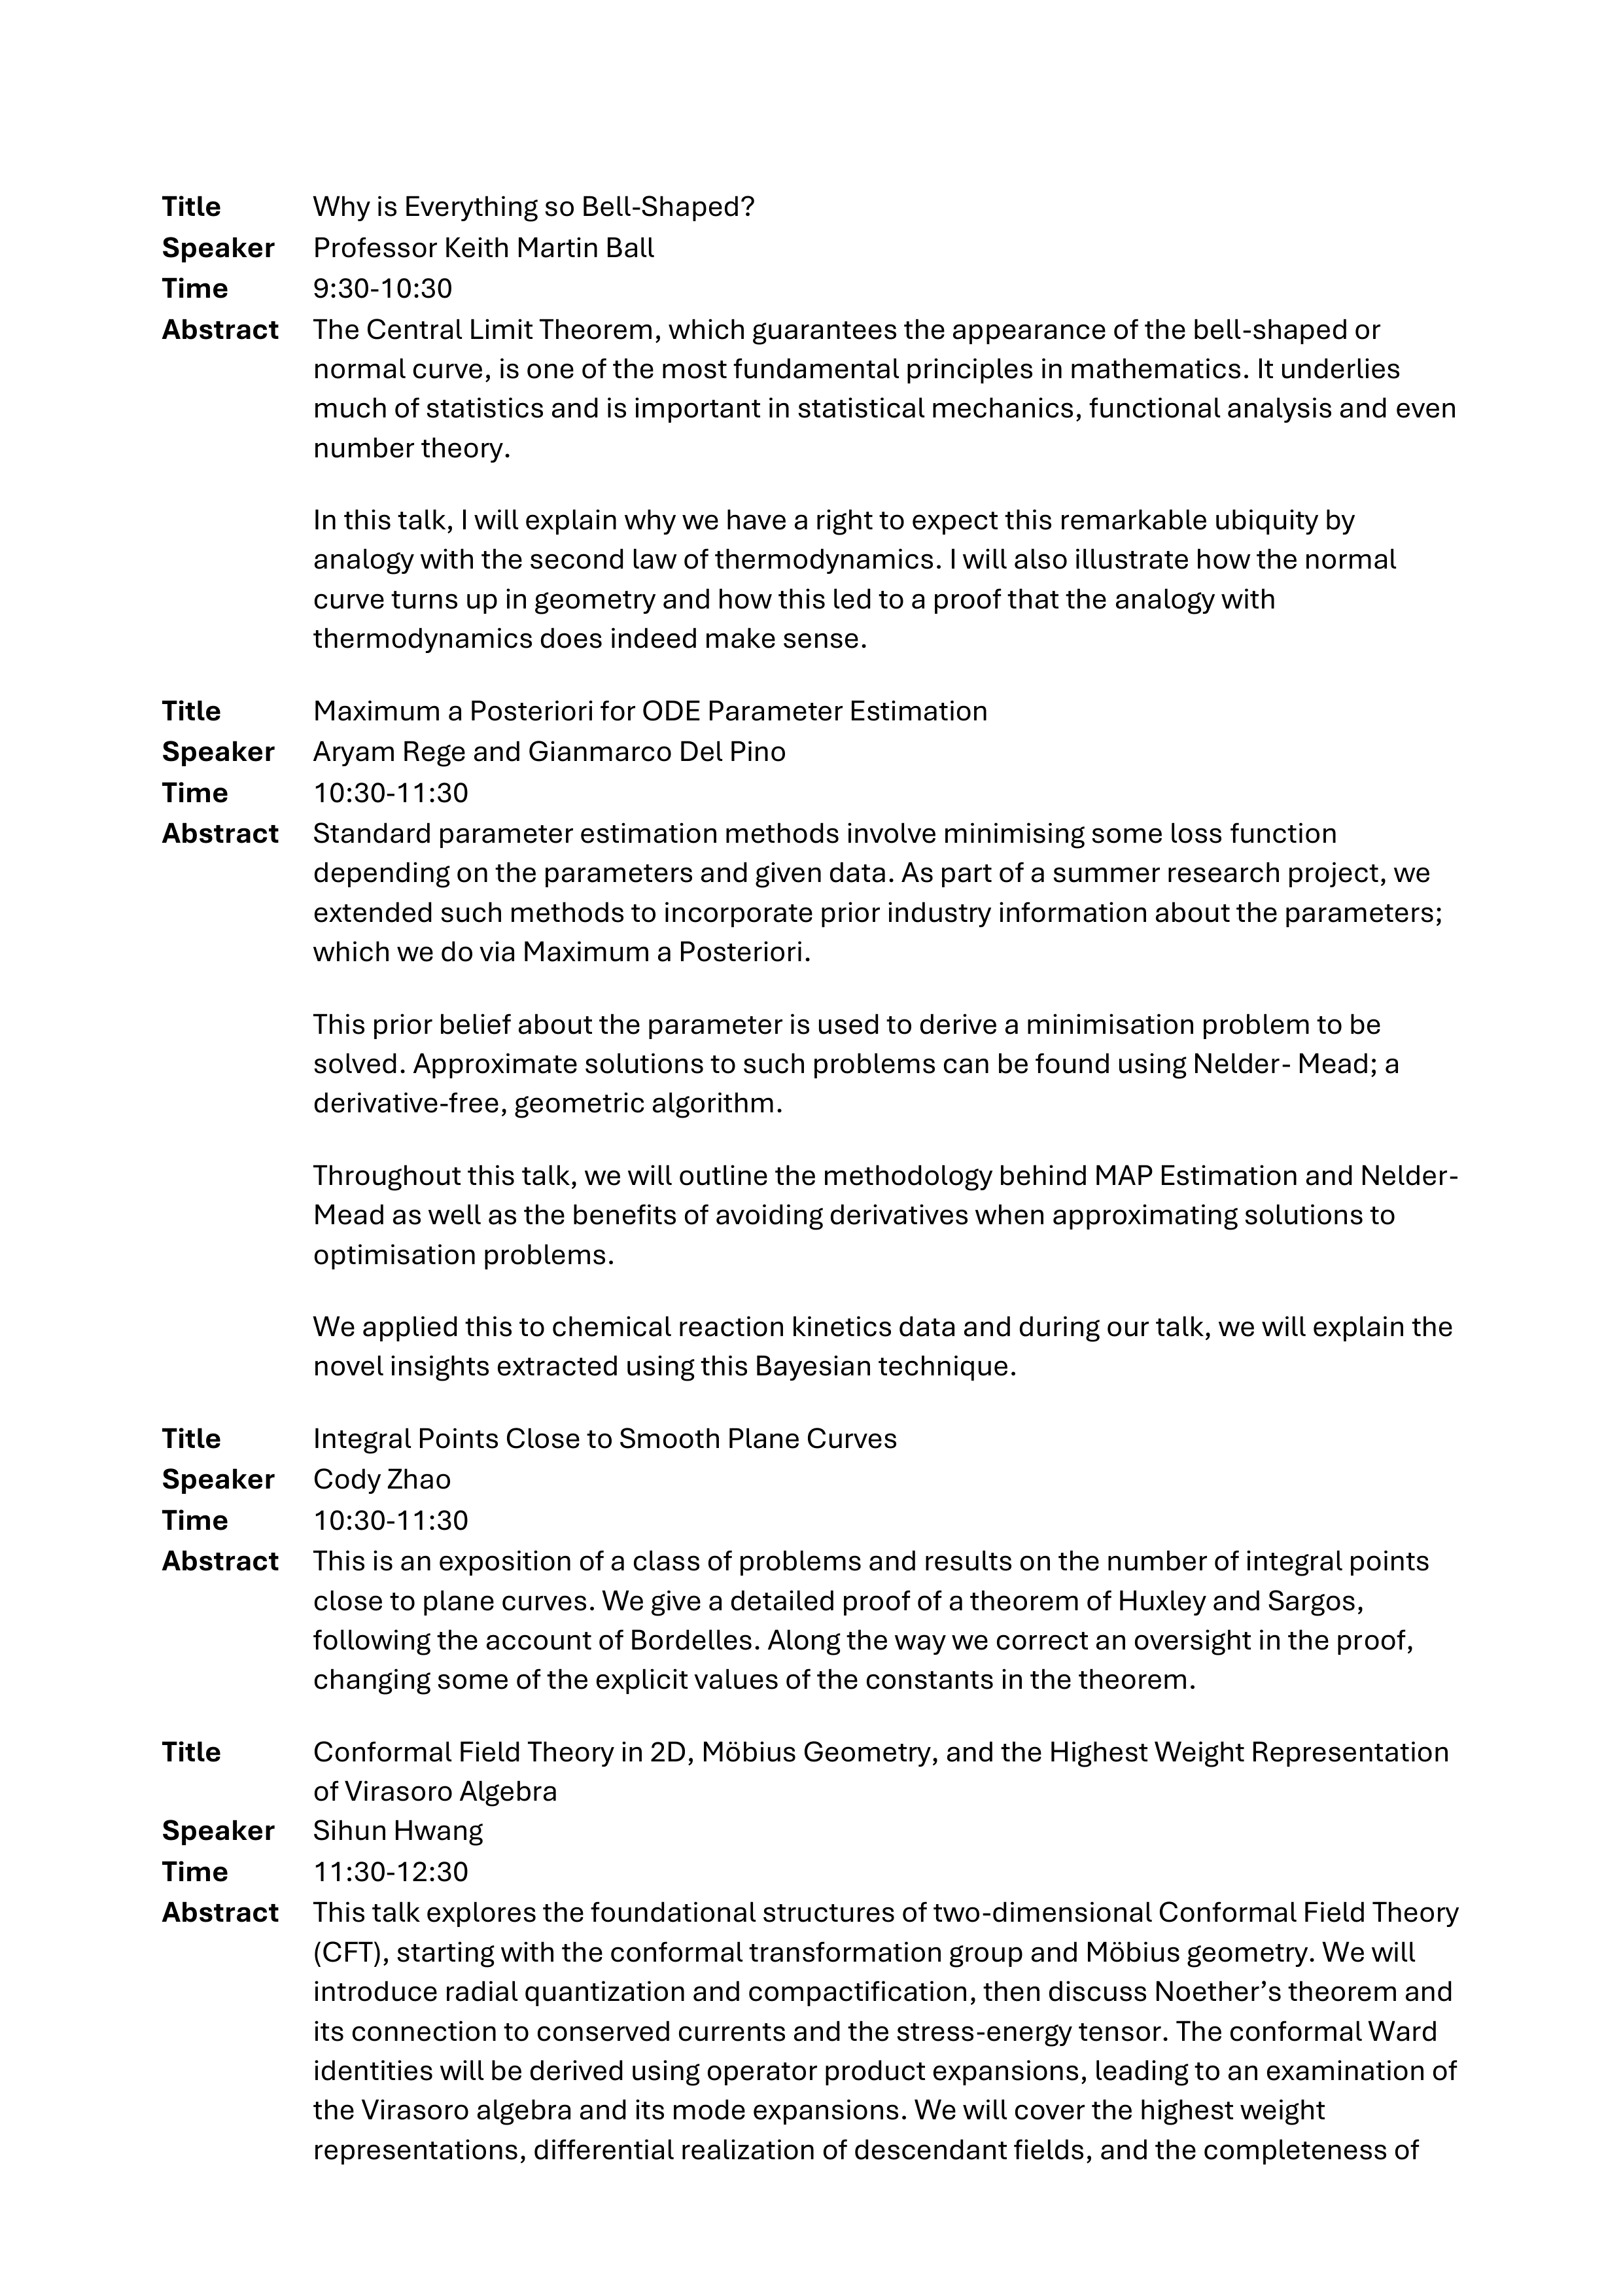 Title Why is Everything so Bell-Shaped?
Speaker Professor Keith Martin Ball
Time 9:30-10:30
Abstract The Central Limit Theorem, which guarantees the appearance of the bell-shaped or
normal curve, is one of the most fundamental principles in mathematics. It underlies
much of statistics and is important in statistical mechanics, functional analysis and even
number theory.
In this talk, I will explain why we have a right to expect this remarkable ubiquity by
analogy with the second law of thermodynamics. I will also illustrate how the normal
curve turns up in geometry and how this led to a proof that the analogy with
thermodynamics does indeed make sense.
Title Maximum a Posteriori for ODE Parameter Estimation
Speaker Aryam Rege and Gianmarco Del Pino
Time 10:30-11:30
Abstract Standard parameter estimation methods involve minimising some loss function
depending on the parameters and given data. As part of a summer research project, we
extended such methods to incorporate prior industry information about the parameters;
which we do via Maximum a Posteriori.
This prior belief about the parameter is used to derive a minimisation problem to be
solved. Approximate solutions to such problems can be found using Nelder- Mead; a
derivative-free, geometric algorithm.
Throughout this talk, we will outline the methodology behind MAP Estimation and Nelder-
Mead as well as the benefits of avoiding derivatives when approximating solutions to
optimisation problems.
We applied this to chemical reaction kinetics data and during our talk, we will explain the
novel insights extracted using this Bayesian technique.
Title Integral Points Close to Smooth Plane Curves
Speaker Cody Zhao
Time 10:30-11:30
Abstract This is an exposition of a class of problems and results on the number of integral points
close to plane curves. We give a detailed proof of a theorem of Huxley and Sargos,
following the account of Bordelles. Along the way we correct an oversight in the proof,
changing some of the explicit values of the constants in the theorem.
Title Conformal Field Theory in 2D, Möbius Geometry, and the Highest Weight Representation
of Virasoro Algebra
Speaker Sihun Hwang
Time 11:30-12:30
Abstract This talk explores the foundational structures of two-dimensional Conformal Field Theory
(CFT), starting with the conformal transformation group and Möbius geometry. We will
introduce radial quantization and compactification, then discuss Noether’s theorem and
its connection to conserved currents and the stress-energy tensor. The conformal Ward
identities will be derived using operator product expansions, leading to an examination of
the Virasoro algebra and its mode expansions. We will cover the highest weight
representations, differential realization of descendant fields, and the completeness of